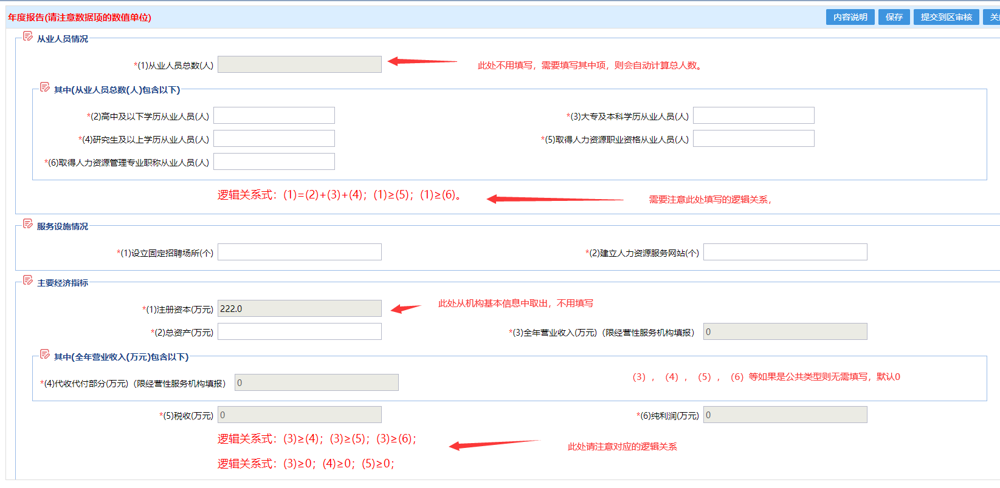 年度报告(请注意数据项的数值单位)
内容说明 保存 提交到区审核
从业人员情况
*(1)从业人员总数(人) 此处不用填写，需要填写其中项，则会自动计算总人数。
其中(从业人员总数(人)包含以下)
*(2)高中及以下学历从业人员(人) *(3)大专及本科学历从业人员(人)
*(4)研究生及以上学历从业人员(人) *(5)取得人力资源职业资格从业人员(人)
*(6)取得人力资源管理专业职称从业人员(人)
逻辑关系式：(1)=(2)+(3)+(4)；(1)≥(5)；(1)≥(6)。 需要注意此处填写的逻辑关系，
服务设施情况
*(1)设立固定招聘场所(个) *(2)建立人力资源服务网站(个)
主要经济指标
*(1)注册资本(万元) 222.0 此处从机构基本信息中取出，不用填写
*(2)总资产(万元) *(3)全年营业收入(万元)（限经营性服务机构填报） 0
其中(全年营业收入(万元)包含以下)
*(4)代收代付部分(万元)（限经营性服务机构填报） 0 （3），（4），（5），（6）等如果是公共类型则无需填写，默认0
*(5)税收(万元) 0 *(6)纯利润(万元) 0
逻辑关系式：(3)≥(4)；(3)≥(5)；(3)≥(6)； 此处请注意对应的逻辑关系
逻辑关系式：(3)≥0；(4)≥0；(5)≥0；